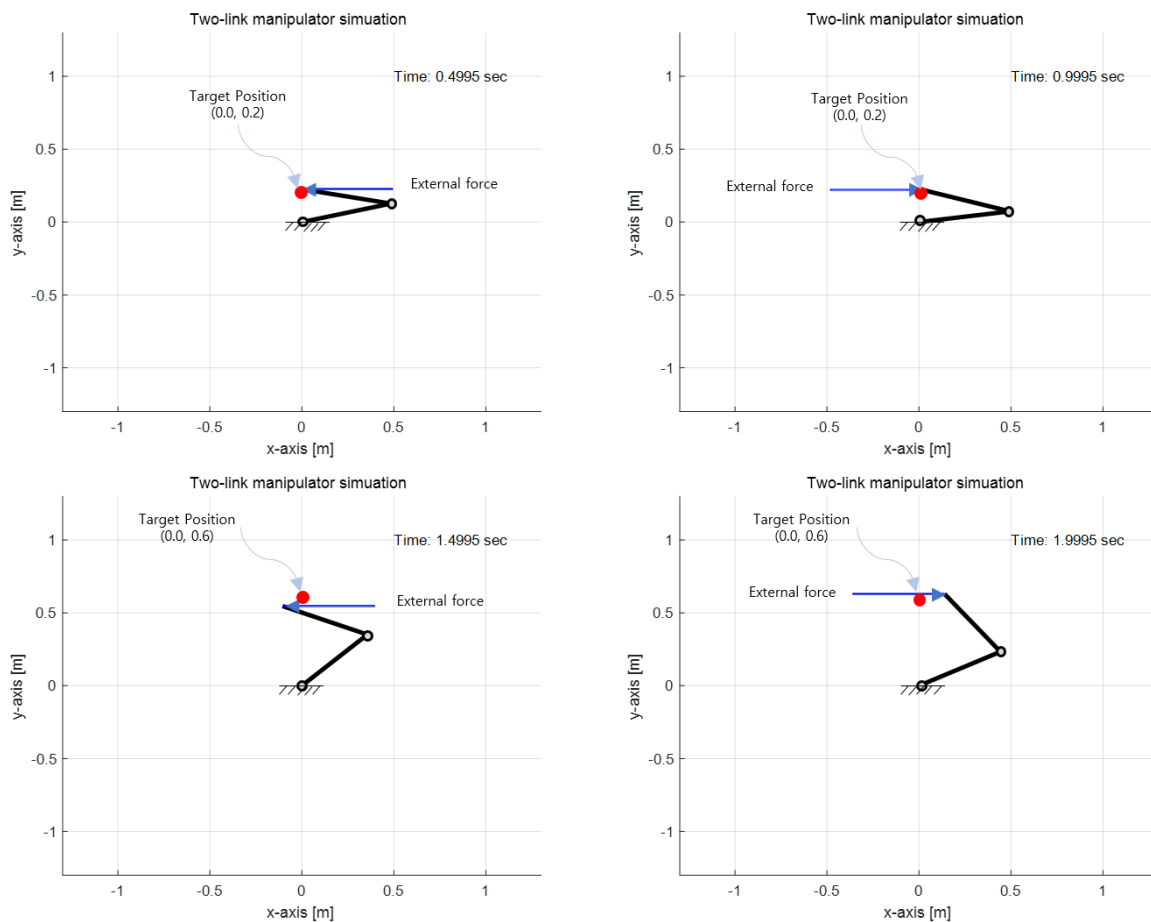 Two-link manipulator simuation
Time: 0.4995 sec
Target Position
(0.0, 0.2)
External force
1
0.5
0
-0.5
-1
y-axis [m]
-1
-0.5
0
0.5
1
x-axis [m]
Two-link manipulator simuation
Time: 0.9995 sec
Target Position
(0.0, 0.2)
External force
1
0.5
0
-0.5
-1
y-axis [m]
-1
-0.5
0
0.5
1
x-axis [m]
Two-link manipulator simuation
Target Position
(0.0, 0.6)
Time: 1.4995 sec
External force
1
0.5
0
-0.5
-1
y-axis [m]
-1
-0.5
0
0.5
1
x-axis [m]
Two-link manipulator simuation
Target Position
(0.0, 0.6)
Time: 1.9995 sec
External force
1
0.5
0
-0.5
-1
y-axis [m]
-1
-0.5
0
0.5
1
x-axis [m]